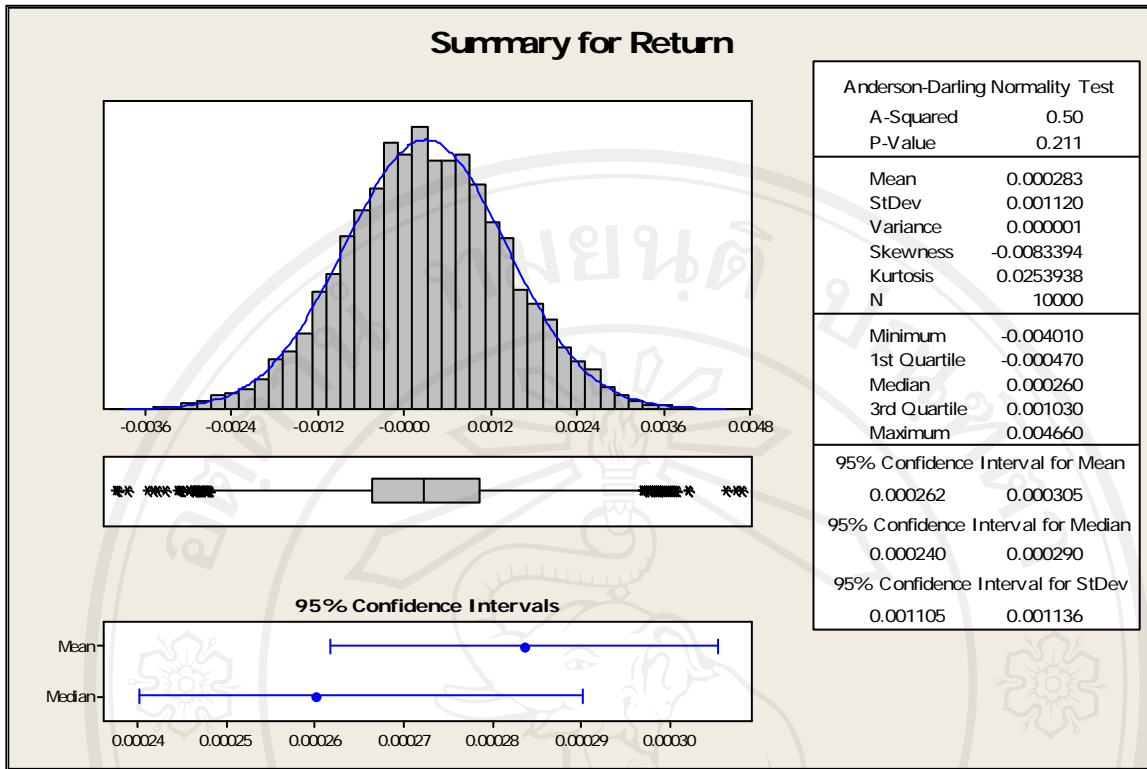 Summary for Return
Anderson-Darling Normality Test
A-Squared 0.50
P-Value 0.211
Mean 0.000283
StDev 0.001120
Variance 0.000001
Skewness -0.0083394
Kurtosis 0.0253938
N 10000
Minimum -0.004010
1st Quartile -0.000470
Median 0.000260
3rd Quartile 0.001030
Maximum 0.004660
95% Confidence Interval for Mean
0.000262 0.000305
95% Confidence Interval for Median
0.000240 0.000290
95% Confidence Interval for StDev
0.001105 0.001136
-0.0036 -0.0024 -0.0012 -0.0000 0.0012 0.0024 0.0036 0.0048
95% Confidence Intervals
Mean
Median
0.00024 0.00025 0.00026 0.00027 0.00028 0.00029 0.00030